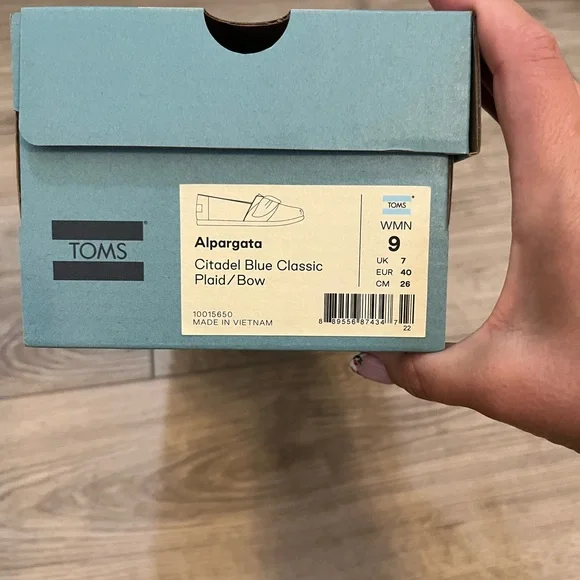 TOMS
Alpargata
Citadel Blue Classic
Plaid/Bow
10015650
MADE IN VIETNAM
TOMS
WMN
9
UK 7
EUR 40
CM 26
8 89556 87434 7
22